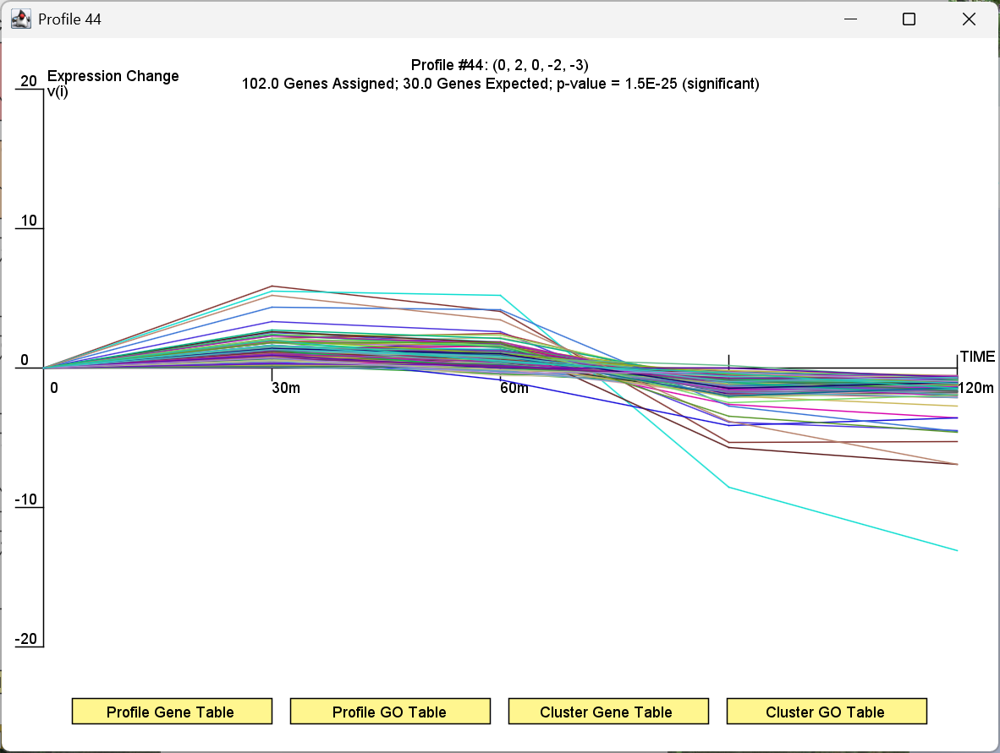 Profile 44
Profile #44: (0, 2, 0, -2, -3)
102.0 Genes Assigned; 30.0 Genes Expected; p-value = 1.5E-25 (significant)
Expression Change
v(i)
20
10
0
-10
-20
TIME
0
30m
60m
120m
Profile Gene Table
Profile GO Table
Cluster Gene Table
Cluster GO Table